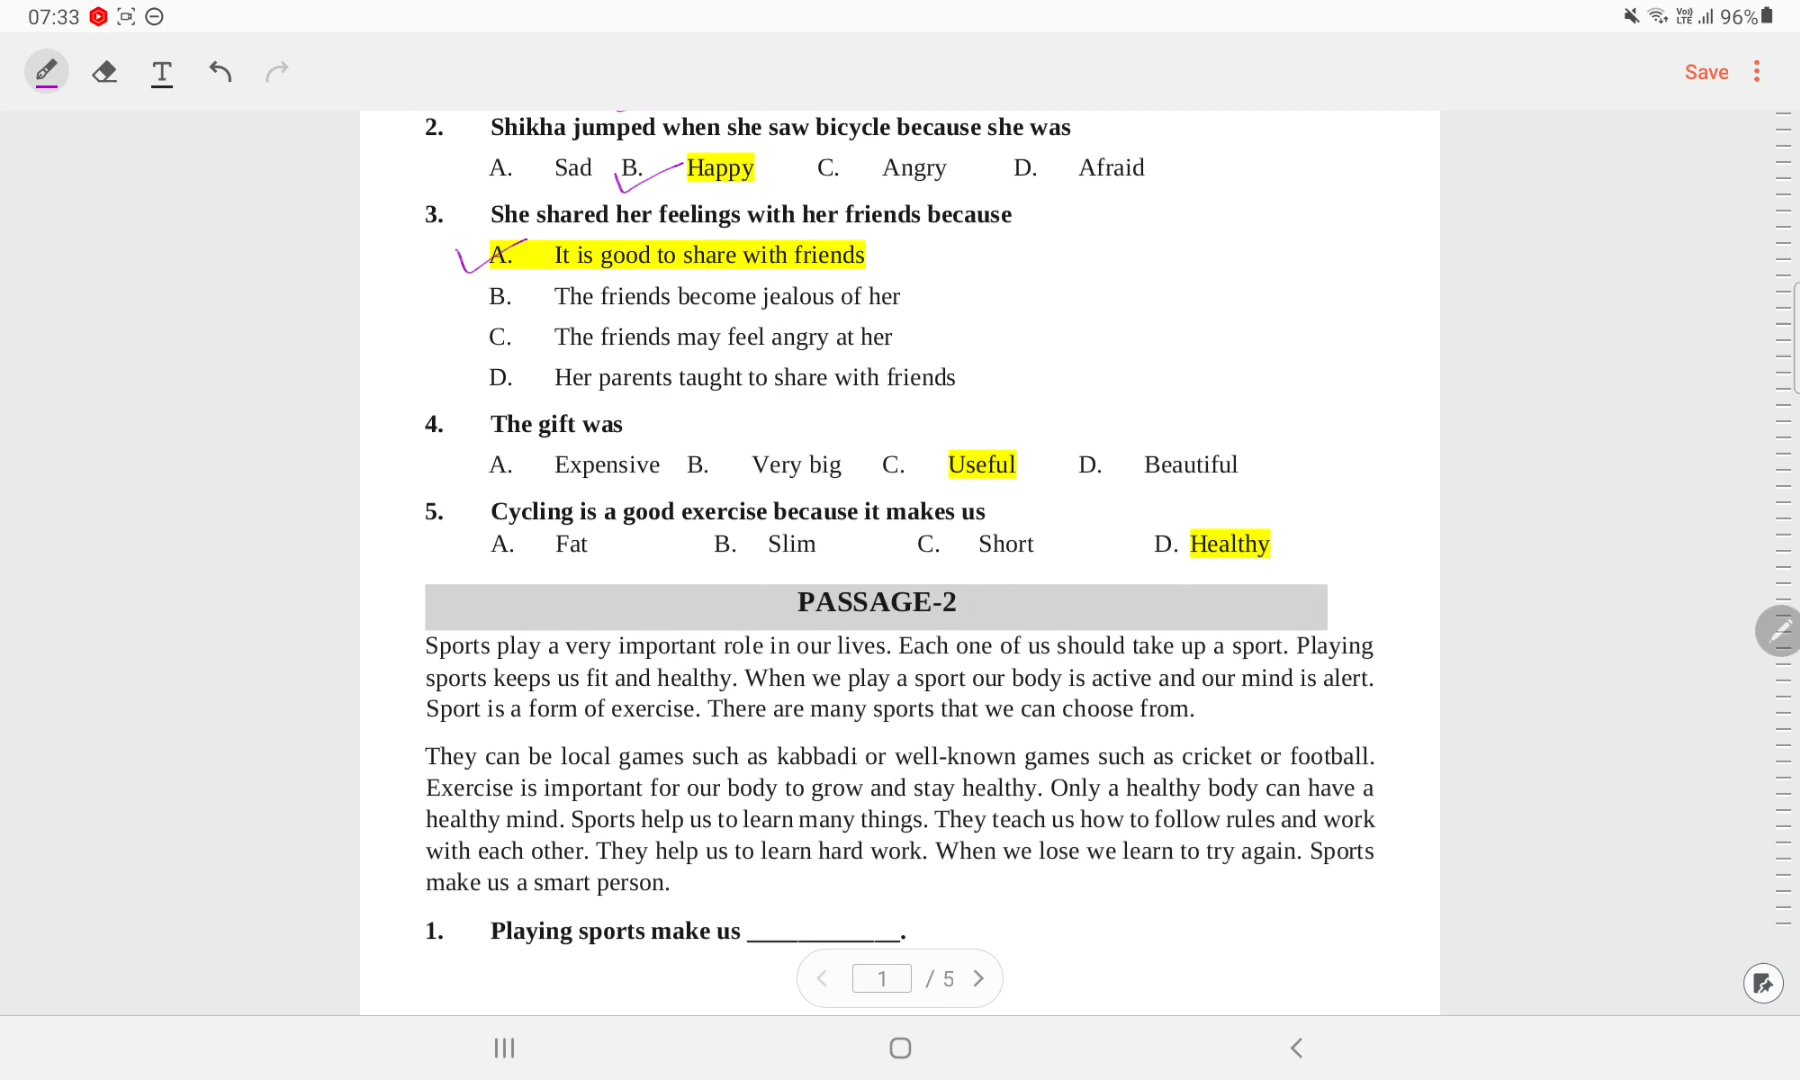 07:33
Vo)) LTE 96%
T Save
2. Shikha jumped when she saw bicycle because she was
A. Sad B. Happy C. Angry D. Afraid
3. She shared her feelings with her friends because
A. It is good to share with friends
B. The friends become jealous of her
C. The friends may feel angry at her
D. Her parents taught to share with friends
4. The gift was
A. Expensive B. Very big C. Useful D. Beautiful
5. Cycling is a good exercise because it makes us
A. Fat B. Slim C. Short D. Healthy
PASSAGE-2
Sports play a very important role in our lives. Each one of us should take up a sport. Playing
sports keeps us fit and healthy. When we play a sport our body is active and our mind is alert.
Sport is a form of exercise. There are many sports that we can choose from.
They can be local games such as kabbadi or well-known games such as cricket or football.
Exercise is important for our body to grow and stay healthy. Only a healthy body can have a
healthy mind. Sports help us to learn many things. They teach us how to follow rules and work
with each other. They help us to learn hard work. When we lose we learn to try again. Sports
make us a smart person.
1. Playing sports make us ____________.
1 / 5